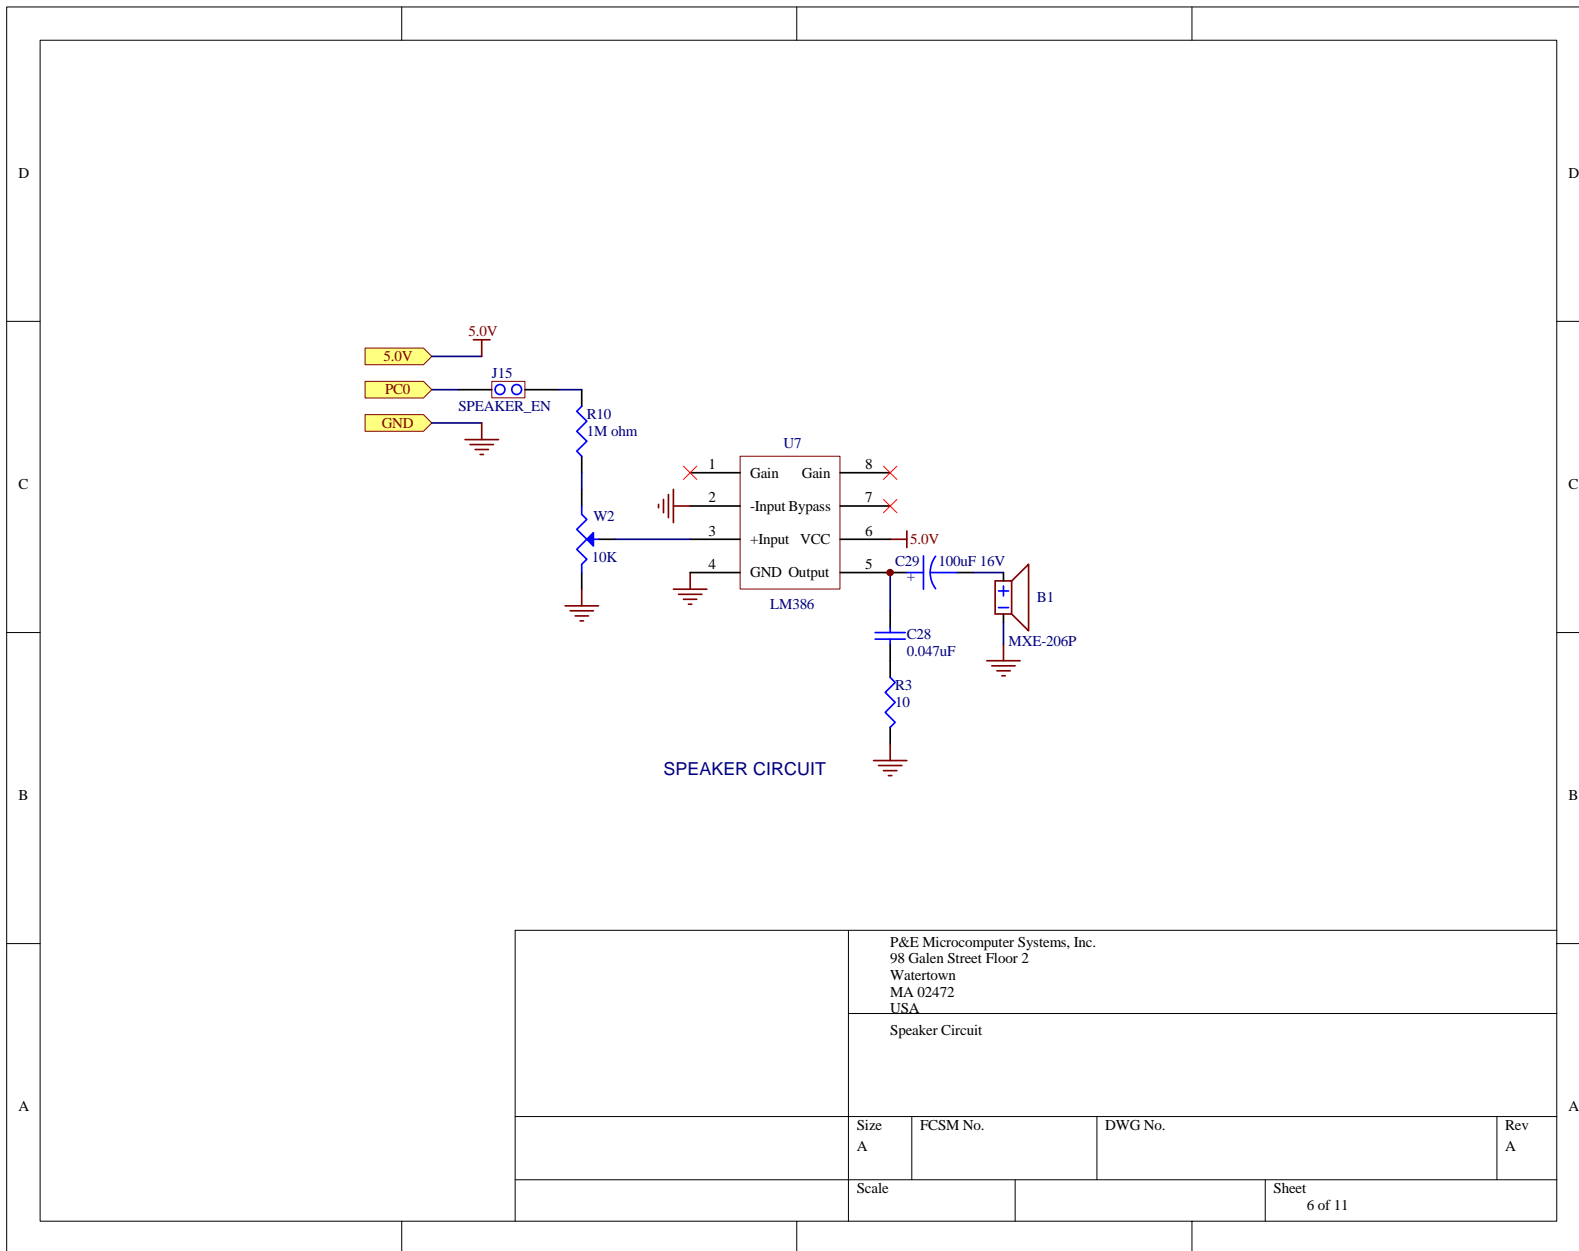 D
D
5.0V
5.0V
J15
PC0
SPEAKER_EN
GND
R10
1M ohm
U7
C
C
1
Gain
Gain
8
2
-Input
Bypass
7
W2
3
+Input
VCC
6
5.0V
10K
4
GND
Output
5
C29
100uF 16V
+
LM386
+
B1
C28
MXE-206P
0.047uF
R3
10
SPEAKER CIRCUIT
B
B
P&E Microcomputer Systems, Inc.
98 Galen Street Floor 2
Watertown
MA 02472
USA
Speaker Circuit
A
A
Size
A
FCSM No.
DWG No.
Rev
A
Scale
Sheet
6 of 11